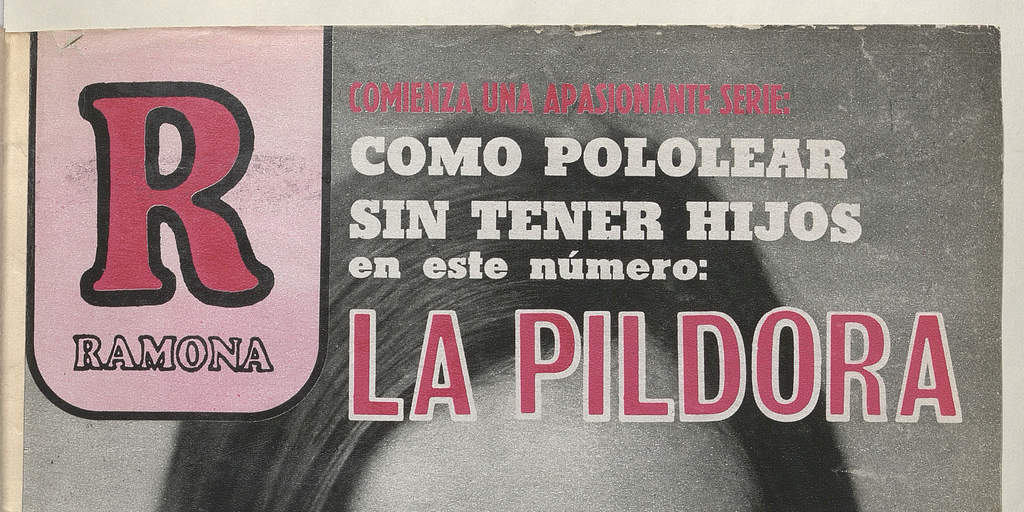 R
RAMONA
COMIENZA UNA APASIONANTE SERIE:
COMO POLOLEAR
SIN TENER HIJOS
en este número:
LA PILDORA